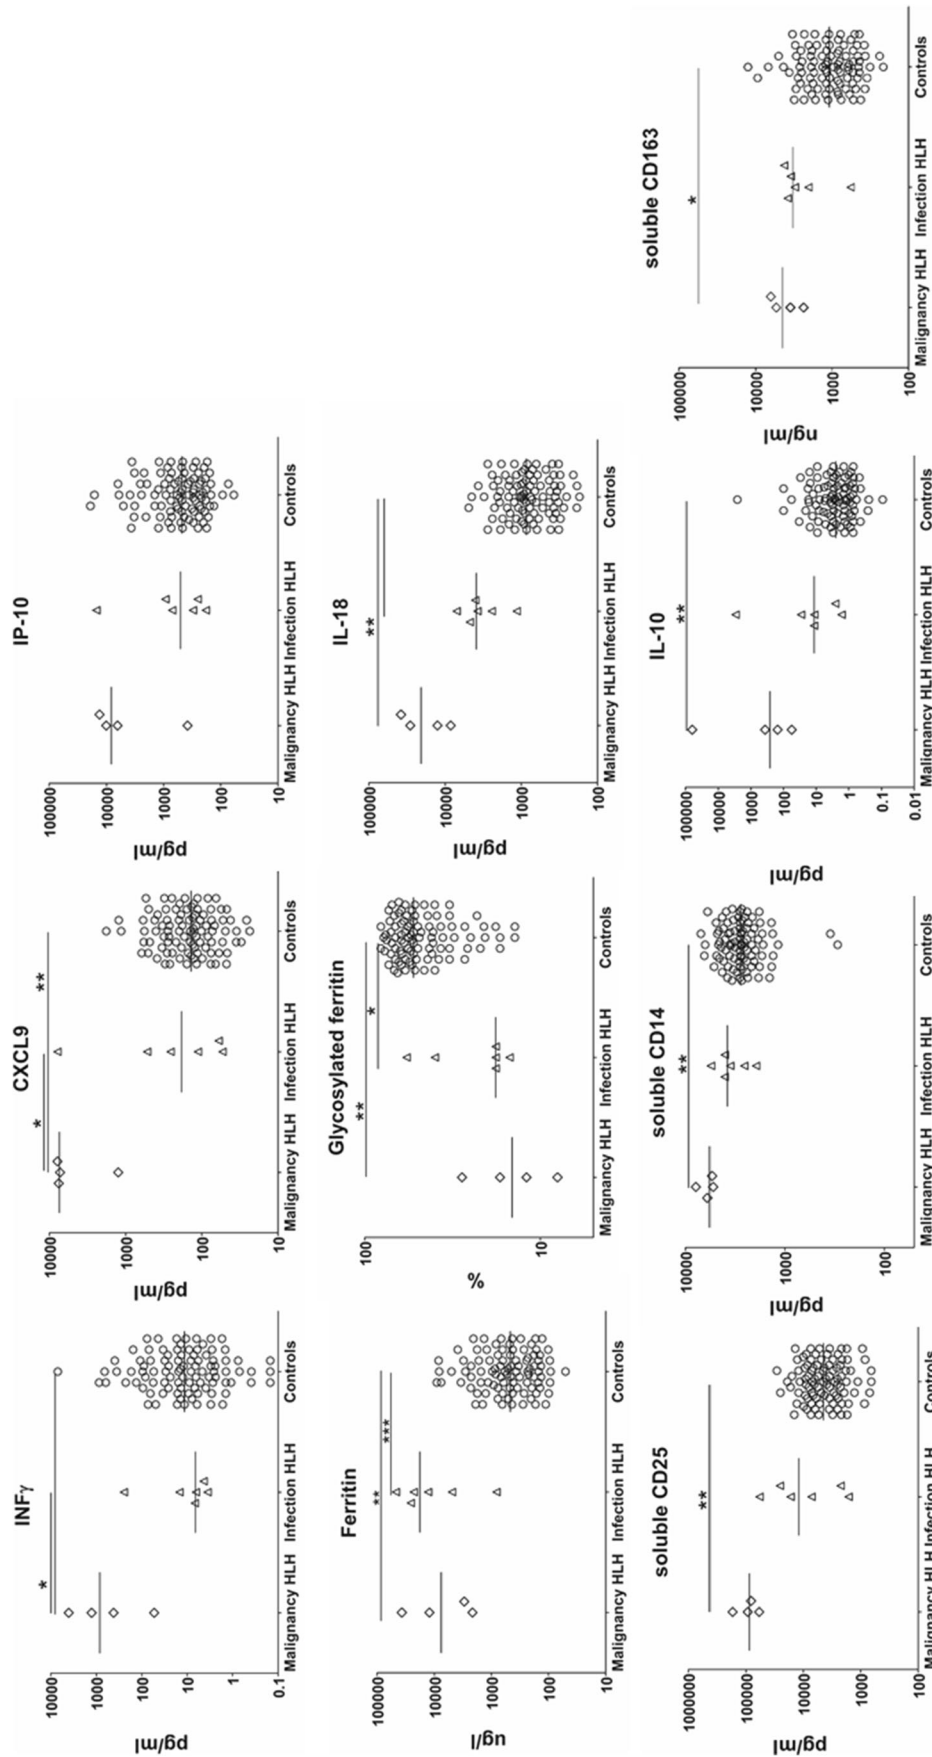 INFγ
*
pg/ml
10000
1000
100
10
1
0.1
Malignancy HLH Infection HLH Controls
CXCL9
* **
pg/ml
10000
1000
100
10
Malignancy HLH Infection HLH Controls
IP-10
pg/ml
100000
10000
1000
100
10
Malignancy HLH Infection HLH Controls
Ferritin
**
***
ug/l
100000
10000
1000
100
10
Malignancy HLH Infection HLH Controls
Glycosylated ferritin
**
*
%
100
10
Malignancy HLH Infection HLH Controls
IL-18
**
pg/ml
100000
10000
1000
100
Malignancy HLH Infection HLH Controls
soluble CD25
**
pg/ml
1000000
100000
10000
1000
100
Malignancy HLH Infection HLH Controls
soluble CD14
**
pg/ml
10000
1000
100
Malignancy HLH Infection HLH Controls
IL-10
**
pg/ml
100000
10000
1000
100
10
1
0.1
0.01
Malignancy HLH Infection HLH Controls
soluble CD163
*
ng/ml
100000
10000
1000
100
Malignancy HLH Infection HLH Controls